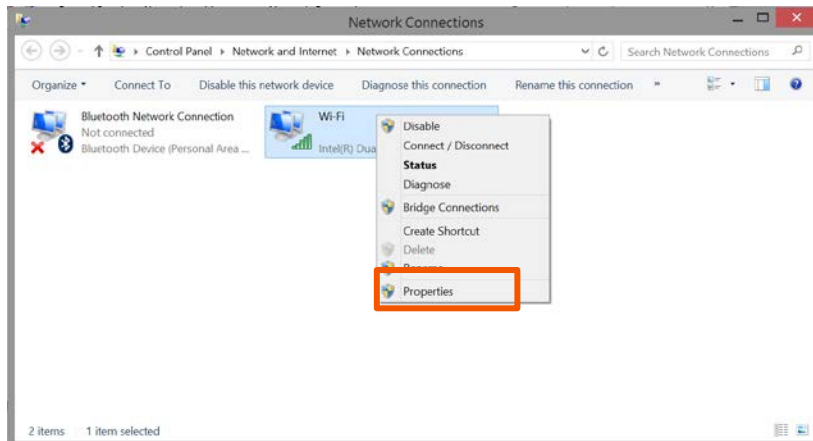 Network Connections
Control Panel Network and Internet Network Connections
Search Network Connections
Organize Connect To Disable this network device Diagnose this connection Rename this connection »
Bluetooth Network Connection
Not connected
Bluetooth Device (Personal Area ...
Wi-Fi
Intel(R) Dua
Disable
Connect / Disconnect
Status
Diagnose
Bridge Connections
Create Shortcut
Delete
Rename
Properties
2 items 1 item selected